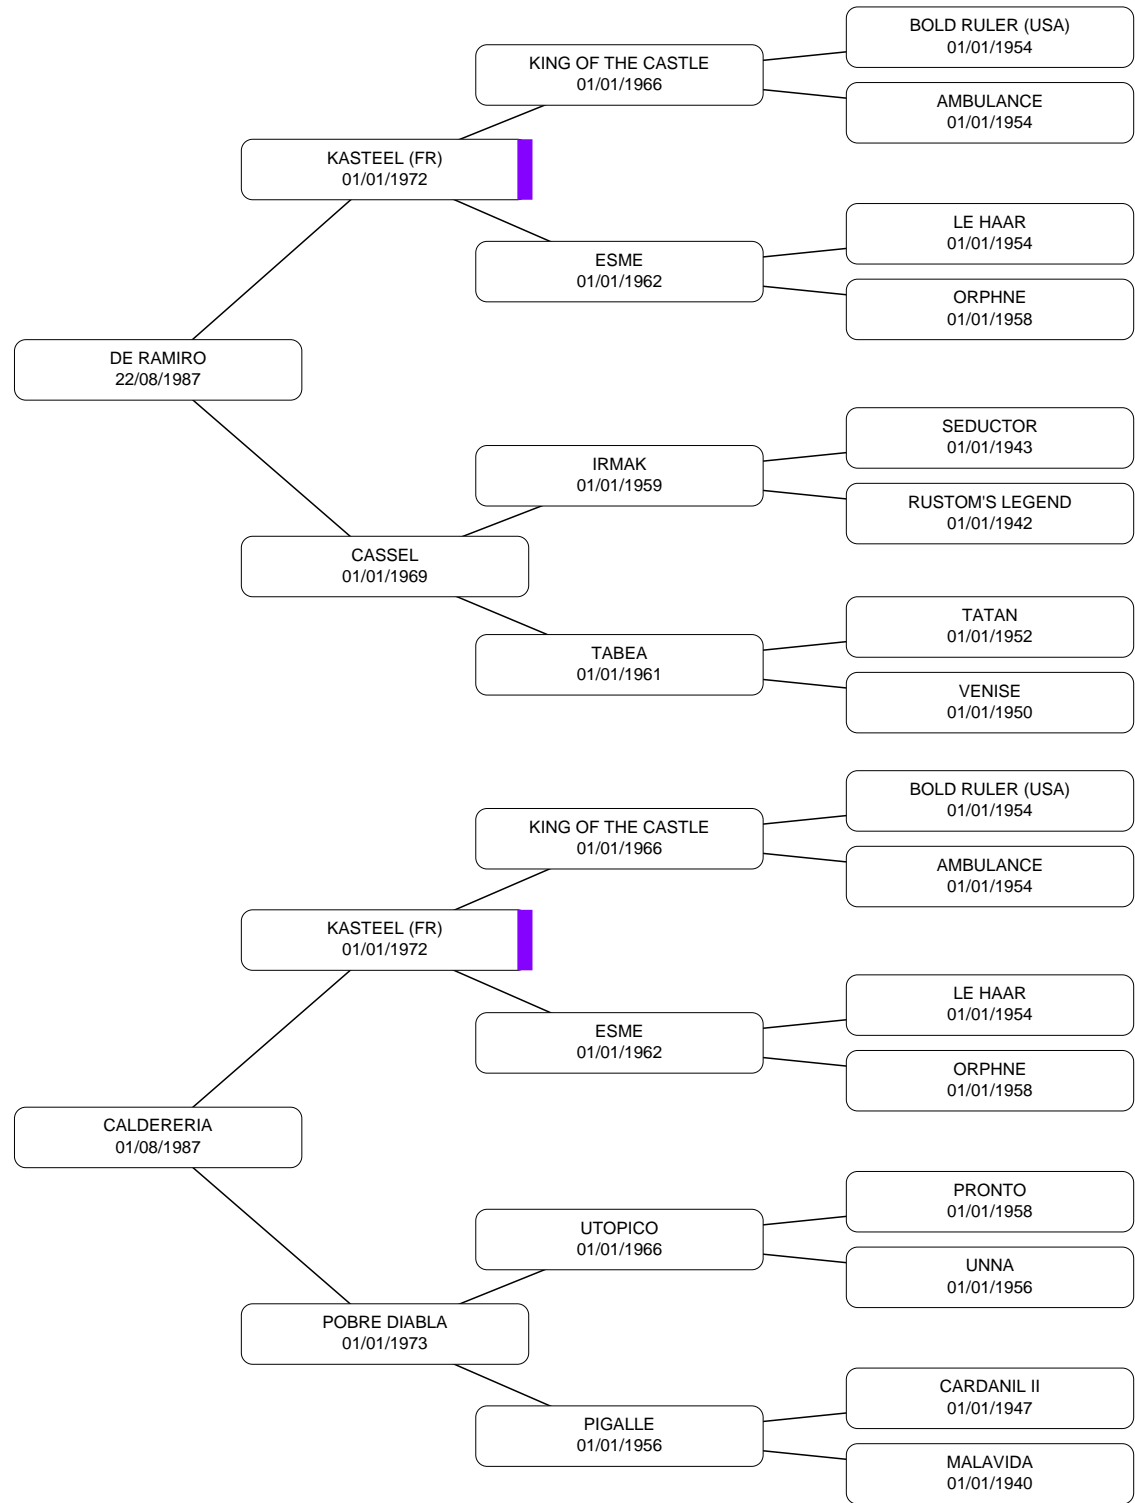 BOLD RULER (USA)
01/01/1954
KING OF THE CASTLE
01/01/1966
AMBULANCE
01/01/1954
KASTEEL (FR)
01/01/1972
LE HAAR
01/01/1954
ESME
01/01/1962
ORPHNE
01/01/1958
DE RAMIRO
22/08/1987
SEDUCTOR
01/01/1943
IRMAK
01/01/1959
RUSTOM'S LEGEND
01/01/1942
CASSEL
01/01/1969
TATAN
01/01/1952
TABEA
01/01/1961
VENISE
01/01/1950
BOLD RULER (USA)
01/01/1954
KING OF THE CASTLE
01/01/1966
AMBULANCE
01/01/1954
KASTEEL (FR)
01/01/1972
LE HAAR
01/01/1954
ESME
01/01/1962
ORPHNE
01/01/1958
CALDERERIA
01/08/1987
PRONTO
01/01/1958
UTOPICO
01/01/1966
UNNA
01/01/1956
POBRE DIABLA
01/01/1973
CARDANIL II
01/01/1947
PIGALLE
01/01/1956
MALAVIDA
01/01/1940